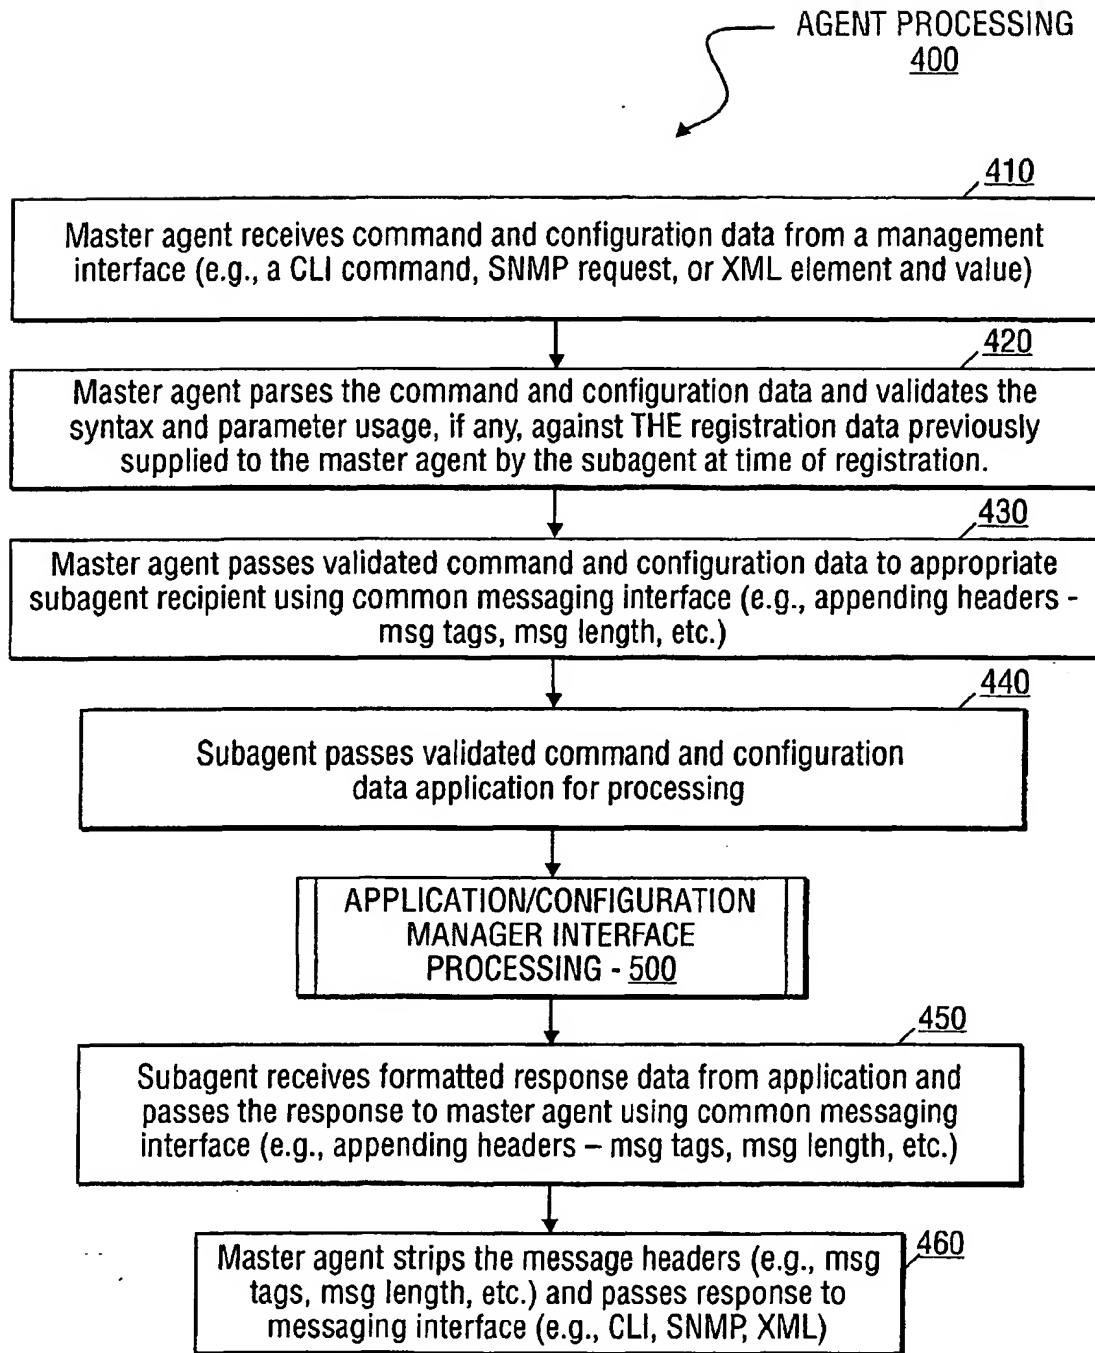 AGENT PROCESSING
400
410
Master agent receives command and configuration data from a management
interface (e.g., a CLI command, SNMP request, or XML element and value)
420
Master agent parses the command and configuration data and validates the
syntax and parameter usage, if any, against THE registration data previously
supplied to the master agent by the subagent at time of registration.
430
Master agent passes validated command and configuration data to appropriate
subagent recipient using common messaging interface (e.g., appending headers -
msg tags, msg length, etc.)
440
Subagent passes validated command and configuration
data application for processing
APPLICATION/CONFIGURATION
MANAGER INTERFACE
PROCESSING - 500
450
Subagent receives formatted response data from application and
passes the response to master agent using common messaging
interface (e.g., appending headers – msg tags, msg length, etc.)
460
Master agent strips the message headers (e.g., msg
tags, msg length, etc.) and passes response to
messaging interface (e.g., CLI, SNMP, XML)